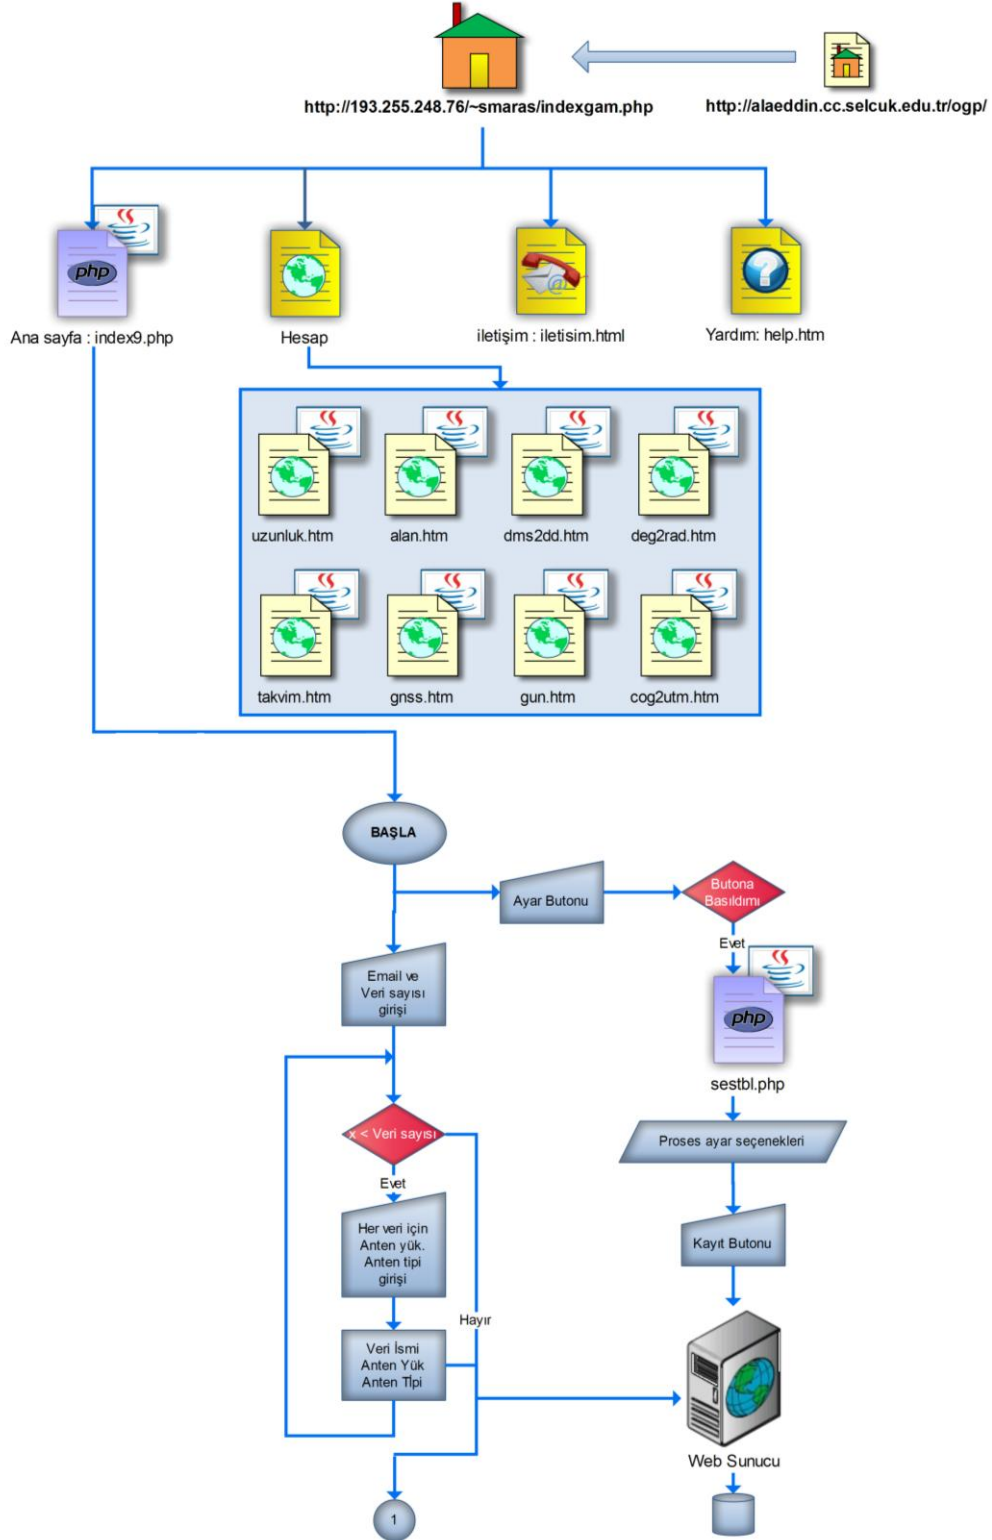 http://193.255.248.76/~smaras/indexgam.php
http://alaeddin.cc.selcuk.edu.tr/ogp/
php
Ana sayfa : index9.php
Hesap
@
iletişim : iletisim.html
?
Yardım: help.htm
uzunluk.htm
alan.htm
dms2dd.htm
deg2rad.htm
takvim.htm
gnss.htm
gun.htm
cog2utm.htm
BAŞLA
Ayar Butonu
Butona
Basıldımı
Evet
Email ve
Veri sayısı
girişi
php
sestbl.php
x < Veri sayısı
Evet
Proses ayar seçenekleri
Her veri için
Anten yük.
Anten tipi
girişi
Kayıt Butonu
Hayır
Veri İsmi
Anten Yük
Anten Tİpi
Web Sunucu
1